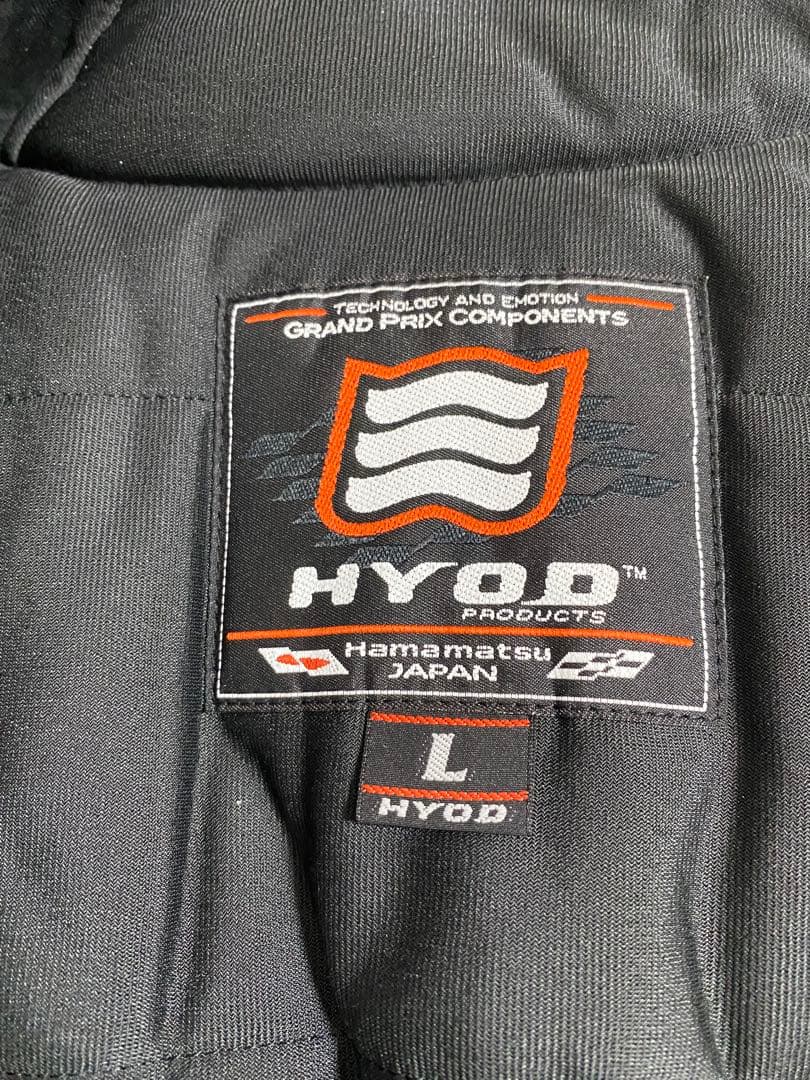 TECHNOLOGY AND EMOTION
GRAND PRIX COMPONENTS
HYOD™
PRODUCTS
Hamamatsu
JAPAN
L
HYOD